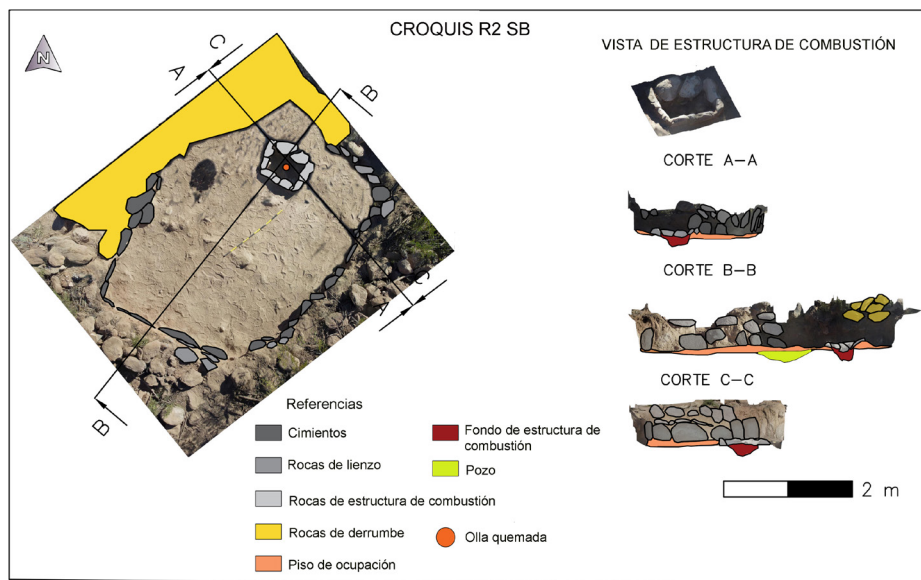 CROQUIS R2 SB
N
C
A
B
VISTA DE ESTRUCTURA DE COMBUSTIÓN
CORTE A-A
CORTE B-B
CORTE C-C
C
A
B
2 m
Referencias
Cimientos
Rocas de lienzo
Rocas de estructura de combustión
Rocas de derrumbe
Piso de ocupación
Fondo de estructura de
combustión
Pozo
Olla quemada